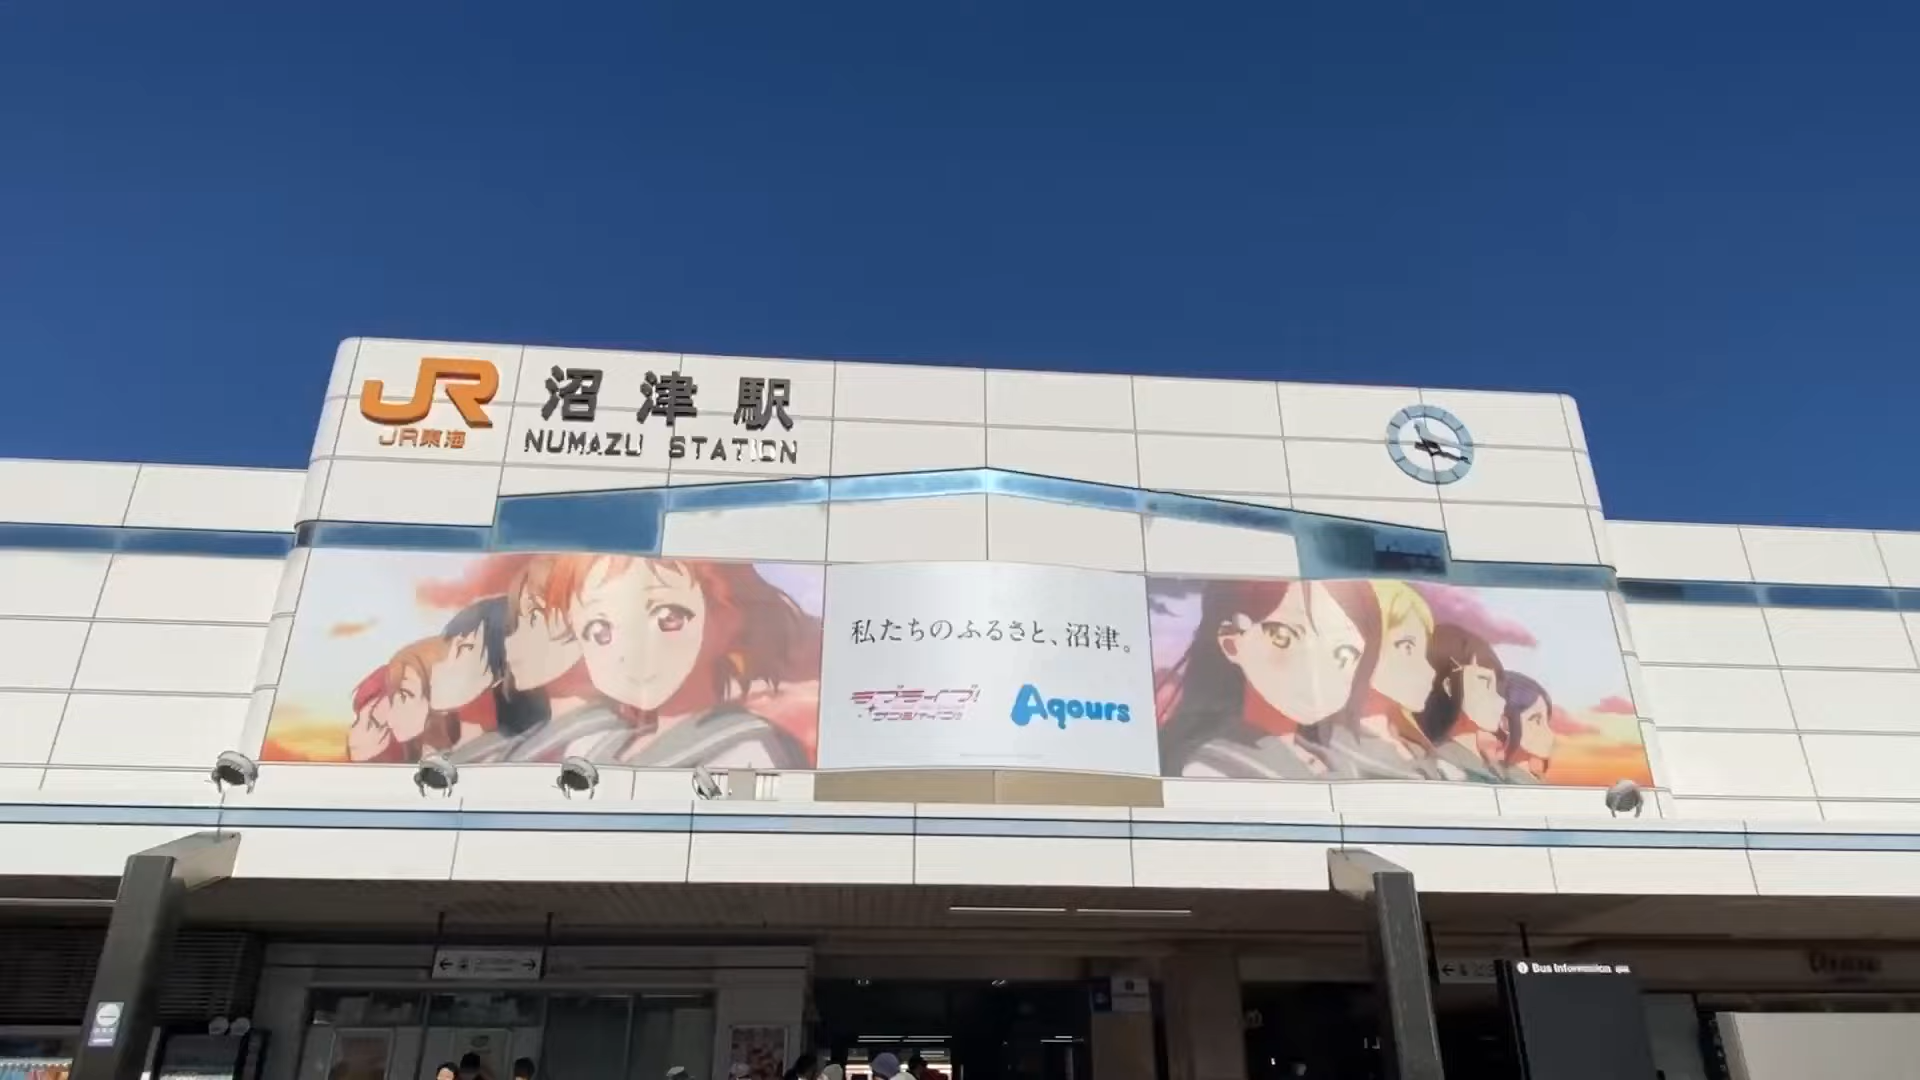 JR
JR東海
沼津駅
NUMAZU STATION
私たちのふるさと、沼津。
ラブライブ!
サンシャイン!!
Aqours
Bus Information